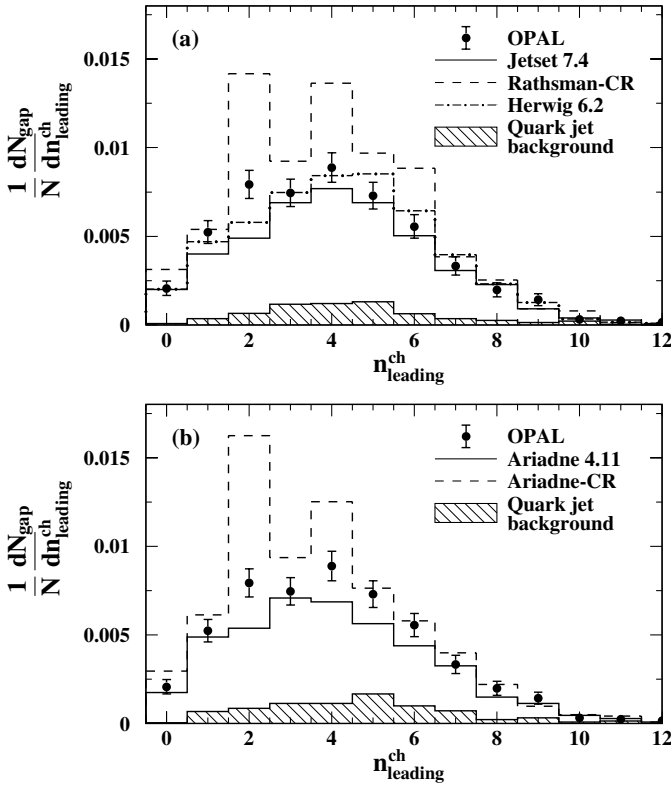 (a)
OPAL
Jetset 7.4
Rathsman-CR
Herwig 6.2
Quark jet
background
0.015
0.01
0.005
0
1 dN_gap
N dn^ch_leading
0 2 4 6 8 10 12
n^ch_leading
(b)
OPAL
Ariadne 4.11
Ariadne-CR
Quark jet
background
0.015
0.01
0.005
0
1 dN_gap
N dn^ch_leading
0 2 4 6 8 10 12
n^ch_leading